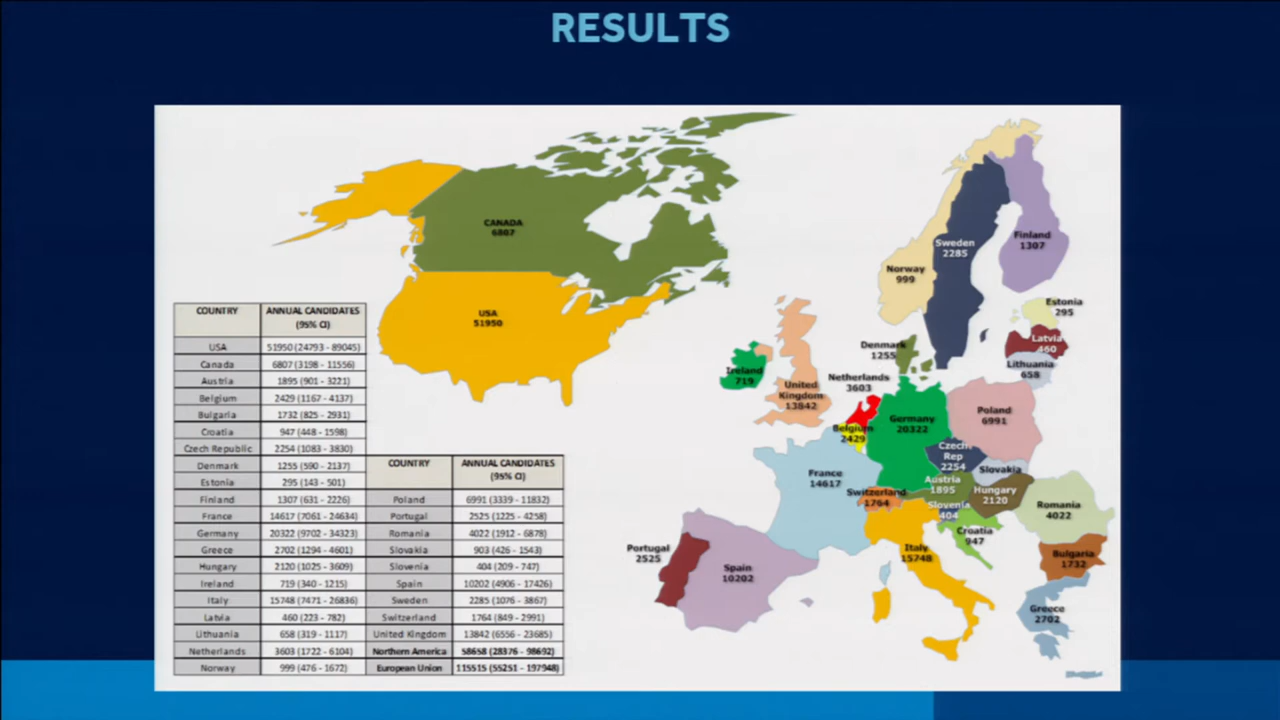 RESULTS
CANADA
6807
USA
51950
Norway
999
Sweden
2285
Finland
1307
Estonia
295
Latvia
460
Lithuania
658
Denmark
1255
Ireland
719
United
Kingdom
13842
Netherlands
3603
Belgium
2429
Germany
20322
Poland
6991
Czech
Rep
2254
Slovakia
France
14617
Switzerland
1764
Austria
1895
Hungary
2120
Slovenia
404
Croatia
947
Romania
4022
Bulgaria
1732
Portugal
2525
Spain
10202
Italy
15748
Greece
2702
COUNTRY ANNUAL CANDIDATES
(95% CI)
USA 51950 (24793 - 89045)
Canada 6807 (3198 - 11556)
Austria 1895 (901 - 3221)
Belgium 2429 (1167 - 4137)
Bulgaria 1732 (825 - 2931)
Croatia 947 (448 - 1598)
Czech Republic 2254 (1083 - 3830)
Denmark 1255 (590 - 2137)
Estonia 295 (143 - 501)
Finland 1307 (631 - 2226)
France 14617 (7061 - 24634)
Germany 20322 (9702 - 34323)
Greece 2702 (1294 - 4601)
Hungary 2120 (1025 - 3609)
Ireland 719 (340 - 1215)
Italy 15748 (7471 - 26836)
Latvia 460 (223 - 782)
Lithuania 658 (319 - 1117)
Netherlands 3603 (1722 - 6104)
Norway 999 (476 - 1672)
COUNTRY ANNUAL CANDIDATES
(95% CI)
Poland 6991 (3339 - 11832)
Portugal 2525 (1225 - 4258)
Romania 4022 (1912 - 6878)
Slovakia 903 (426 - 1543)
Slovenia 404 (209 - 747)
Spain 10202 (4906 - 17426)
Sweden 2285 (1076 - 3867)
Switzerland 1764 (849 - 2991)
United Kingdom 13842 (6556 - 23685)
Northern America 58658 (28376 - 98692)
European Union 115515 (55251 - 197948)